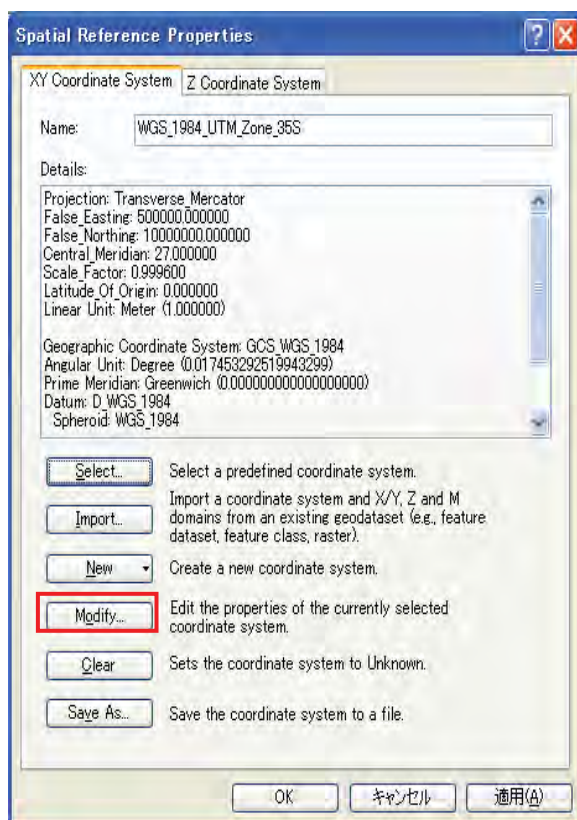 Spatial Reference Properties
XY Coordinate System
Z Coordinate System
Name:
WGS_1984_UTM_Zone_35S
Details:
Projection: Transverse_Mercator
False_Easting: 500000.000000
False_Northing: 10000000.000000
Central_Meridian: 27.000000
Scale_Factor: 0.999600
Latitude_Of_Origin: 0.000000
Linear Unit: Meter (1.000000)
Geographic Coordinate System: GCS_WGS_1984
Angular Unit: Degree (0.017453292519943299)
Prime Meridian: Greenwich (0.000000000000000000)
Datum: D_WGS_1984
Spheroid: WGS_1984
Select...
Select a predefined coordinate system.
Import...
Import a coordinate system and X/Y, Z and M
domains from an existing geodataset (e.g., feature
dataset, feature class, raster).
New
Create a new coordinate system.
Modify...
Edit the properties of the currently selected
coordinate system.
Clear
Sets the coordinate system to Unknown.
Save As...
Save the coordinate system to a file.
OK
キャンセル
適用(A)